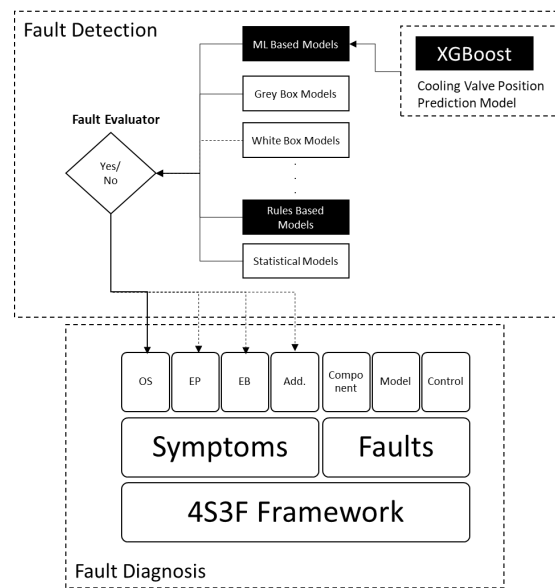 Fault Detection
ML Based Models
XGBoost
Cooling Valve Position
Prediction Model
Grey Box Models
Fault Evaluator
White Box Models
Yes/
No
.
.
.
Rules Based
Models
Statistical Models
OS
EP
EB
Add.
Compo
nent
Model
Control
Symptoms
Faults
4S3F Framework
Fault Diagnosis